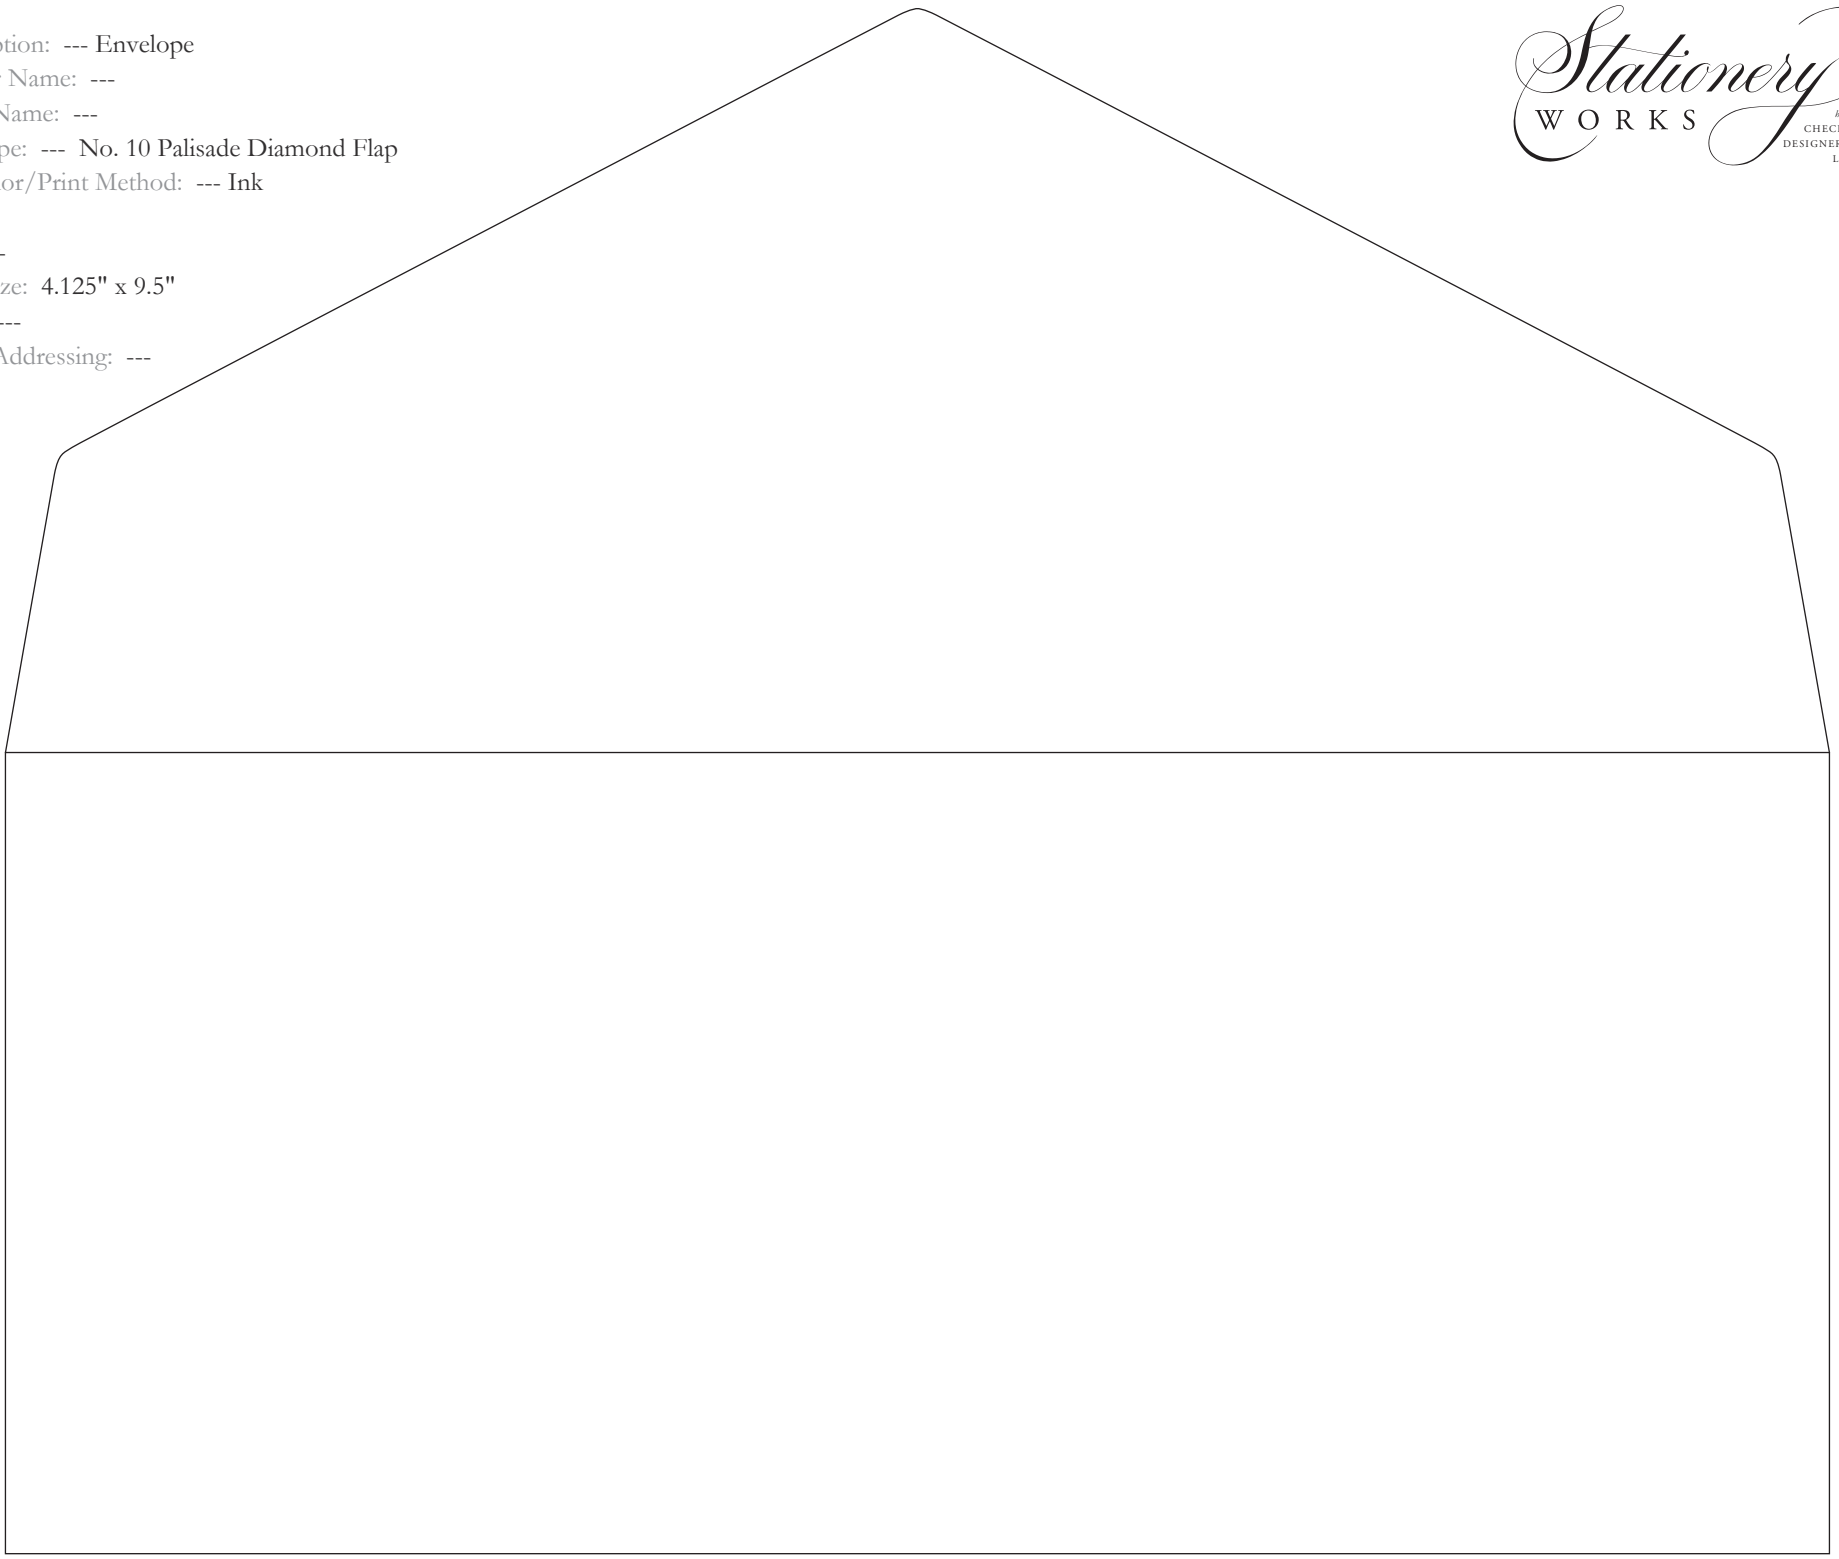 tion: --- Envelope
Name: ---
Name: ---
pe: --- No. 10 Palisade Diamond Flap
or/Print Method: --- Ink
-
ze: 4.125" x 9.5"
---
Addressing: ---
Stationery
WORKS
CHEC
DESIGNER
L